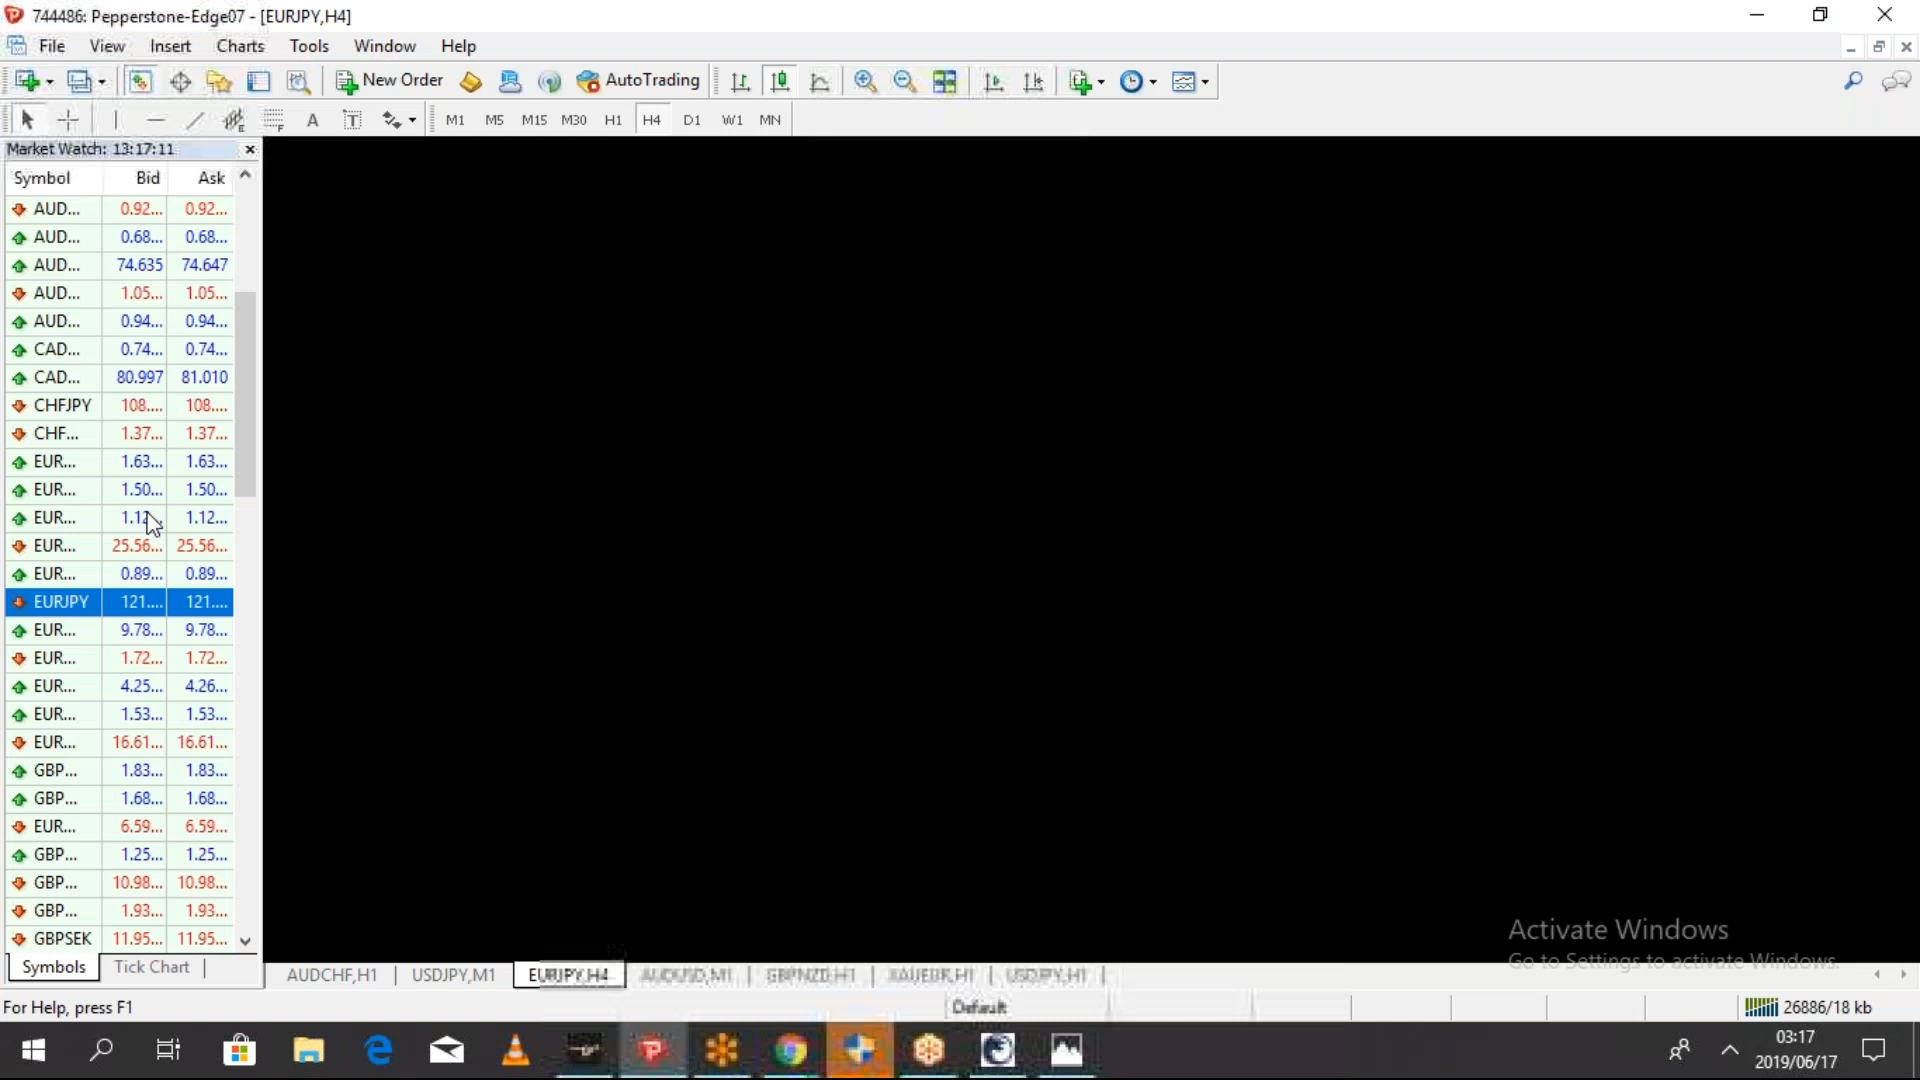 744486: Pepperstone-Edge07 - [EURJPY,H4]
File View Insert Charts Tools Window Help
New Order AutoTrading
A T M1 M5 M15 M30 H1 H4 D1 W1 MN
Market Watch: 13:17:11
Symbol Bid Ask
AUD... 0.92... 0.92...
AUD... 0.68... 0.68...
AUD... 74.635 74.647
AUD... 1.05... 1.05...
AUD... 0.94... 0.94...
CAD... 0.74... 0.74...
CAD... 80.997 81.010
CHFJPY 108.... 108....
CHF... 1.37... 1.37...
EUR... 1.63... 1.63...
EUR... 1.50... 1.50...
EUR... 1.12... 1.12...
EUR... 25.56... 25.56...
EUR... 0.89... 0.89...
EURJPY 121.... 121....
EUR... 9.78... 9.78...
EUR... 1.72... 1.72...
EUR... 4.25... 4.26...
EUR... 1.53... 1.53...
EUR... 16.61... 16.61...
GBP... 1.83... 1.83...
GBP... 1.68... 1.68...
EUR... 6.59... 6.59...
GBP... 1.25... 1.25...
GBP... 10.98... 10.98...
GBP... 1.93... 1.93...
GBPSEK 11.95... 11.95...
Activate Windows
Go to Settings to activate Windows.
Symbols Tick Chart
AUDCHF,H1 USDJPY,M1 EURJPY,H4 AUDUSD,M1 GBPNZD,H1 XAUEUR,H1 USDJPY,H1
For Help, press F1 Default 26886/18 kb
03:17
2019/06/17